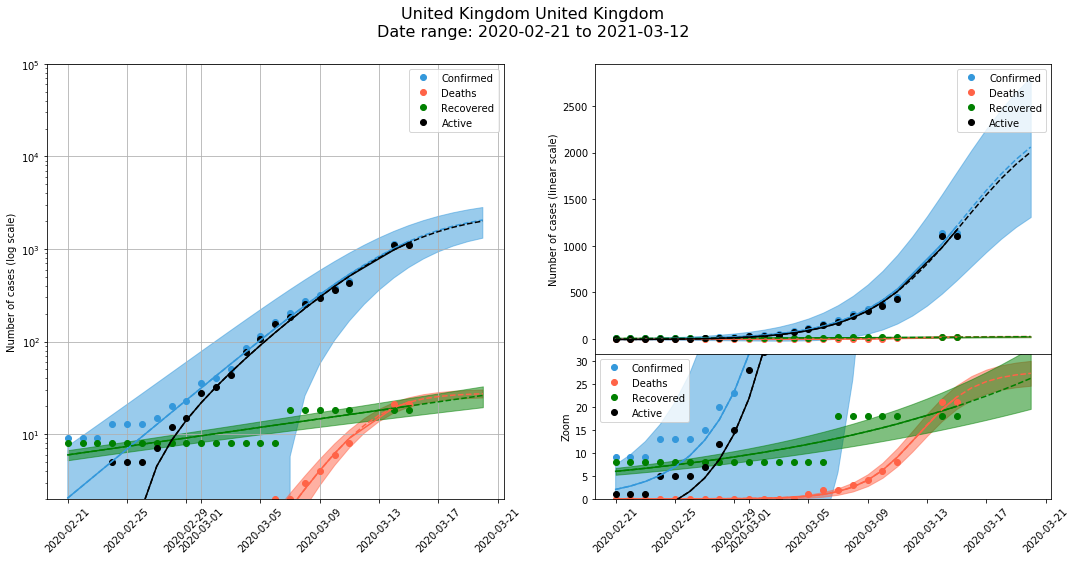 United Kingdom United Kingdom
Date range: 2020-02-21 to 2021-03-12
Number of cases (log scale)
10^5
10^4
10^3
10^2
10^1
Confirmed
Deaths
Recovered
Active
2020-02-21
2020-02-25
2020-02-29
2020-03-01
2020-03-05
2020-03-09
2020-03-13
2020-03-17
2020-03-21
Number of cases (linear scale)
2500
2000
1500
1000
500
0
Confirmed
Deaths
Recovered
Active
Zoom
30
25
20
15
10
5
0
Confirmed
Deaths
Recovered
Active
2020-02-21
2020-02-25
2020-02-29
2020-03-01
2020-03-05
2020-03-09
2020-03-13
2020-03-17
2020-03-21